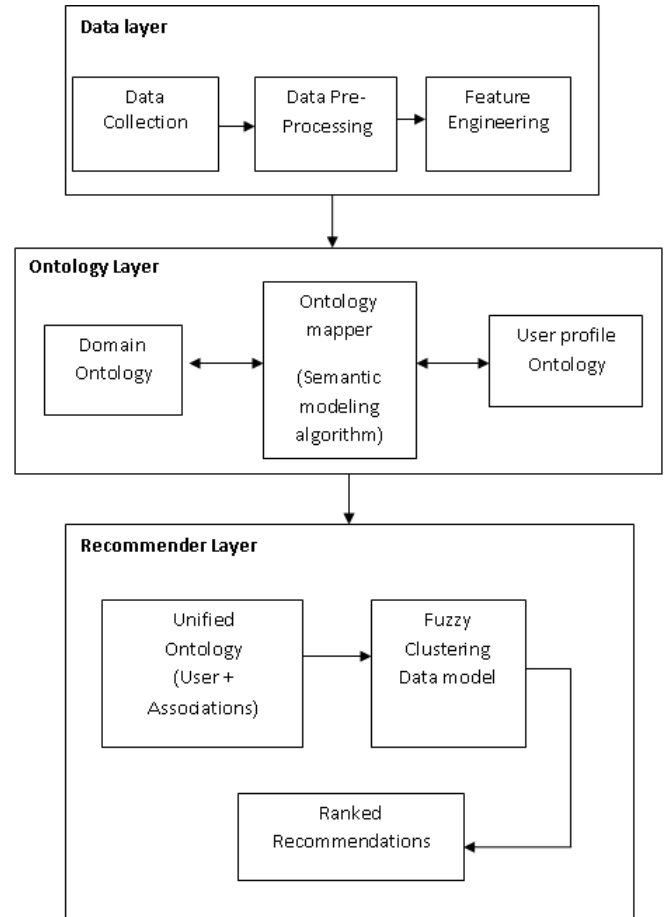 Data layer
Data
Collection
Data Pre-
Processing
Feature
Engineering
Ontology Layer
Domain
Ontology
Ontology
mapper
(Semantic
modeling
algorithm)
User profile
Ontology
Recommender Layer
Unified
Ontology
(User +
Associations)
Fuzzy
Clustering
Data model
Ranked
Recommendations